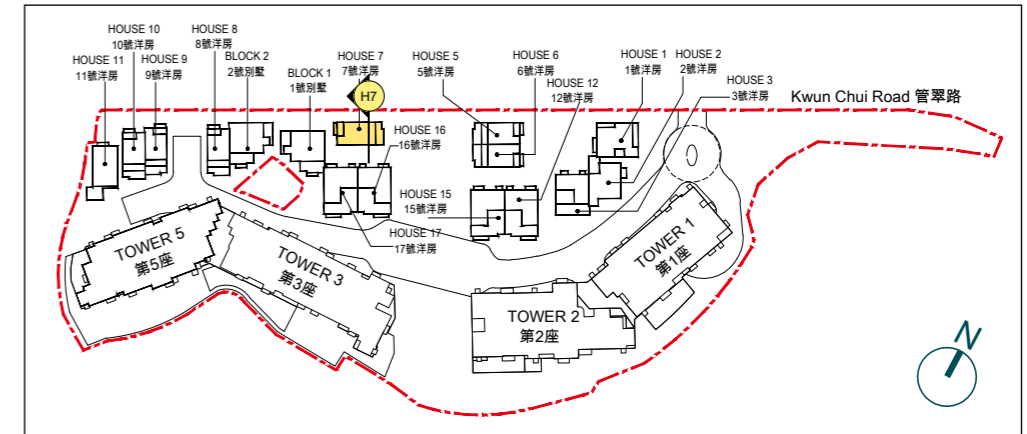 HOUSE 10
10號洋房
HOUSE 8
8號洋房
HOUSE 11
11號洋房
HOUSE 9
9號洋房
BLOCK 2
2號別墅
BLOCK 1
1號別墅
HOUSE 7
7號洋房
H7
HOUSE 5
5號洋房
HOUSE 6
6號洋房
HOUSE 12
12號洋房
HOUSE 1
1號洋房
HOUSE 2
2號洋房
HOUSE 3
3號洋房
Kwun Chui Road 管翠路
HOUSE 16
16號洋房
HOUSE 15
15號洋房
HOUSE 17
17號洋房
TOWER 5
第5座
TOWER 3
第3座
TOWER 2
第2座
TOWER 1
第1座
N